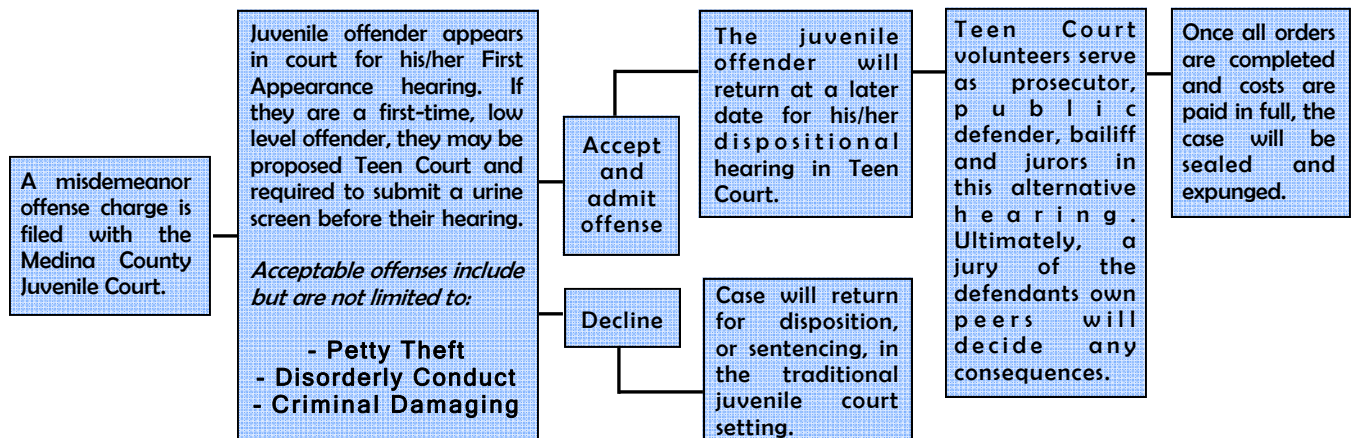 A misdemeanor
offense charge is
filed with the
Medina County
Juvenile Court.
Juvenile offender appears
in court for his/her First
Appearance hearing. If
they are a first-time, low
level offender, they may be
proposed Teen Court and
required to submit a urine
screen before their hearing.
Acceptable offenses include
but are not limited to:
- Petty Theft
- Disorderly Conduct
- Criminal Damaging
Accept
and
admit
offense
The juvenile
offender will
return at a later
date for his/her
dispositional
hearing in Teen
Court.
Decline
Case will return
for disposition,
or sentencing, in
the traditional
juvenile court
setting.
Teen Court
volunteers serve
as prosecutor,
public
defender, bailiff
and jurors in
this alternative
hearing.
Ultimately, a
jury of the
defendants own
peers will
decide any
consequences.
Once all orders
are completed
and costs are
paid in full, the
case will be
sealed and
expunged.